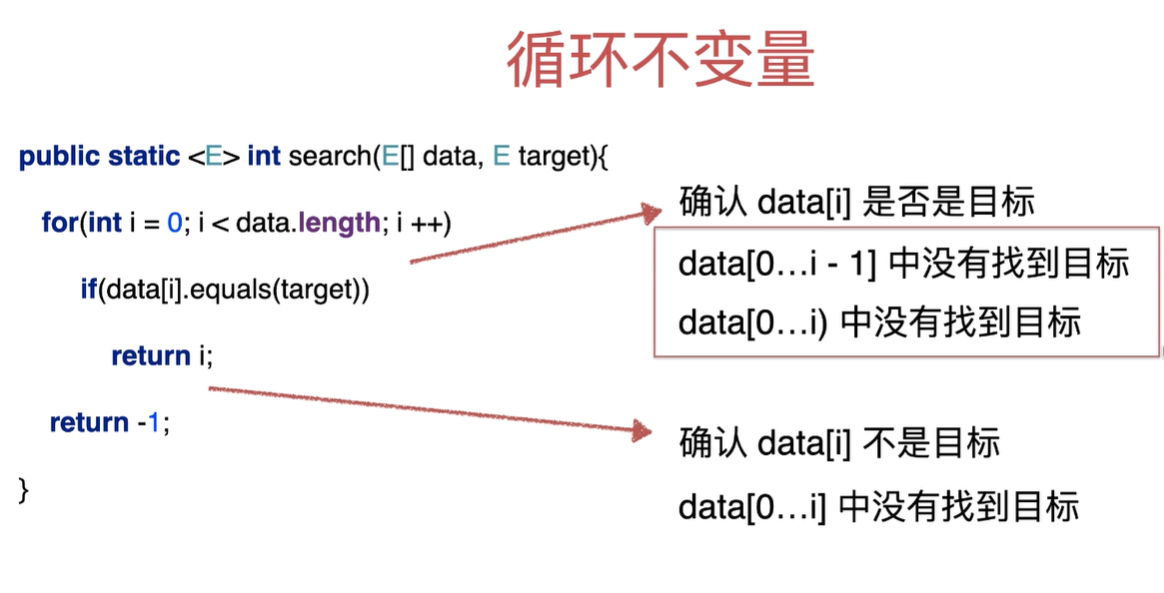 循环不变量
public static <E> int search(E[] data, E target){
for(int i = 0; i < data.length; i ++)
if(data[i].equals(target))
return i;
return -1;
}
确认 data[i] 是否是目标
data[0…i - 1] 中没有找到目标
data[0…i) 中没有找到目标
确认 data[i] 不是目标
data[0…i] 中没有找到目标